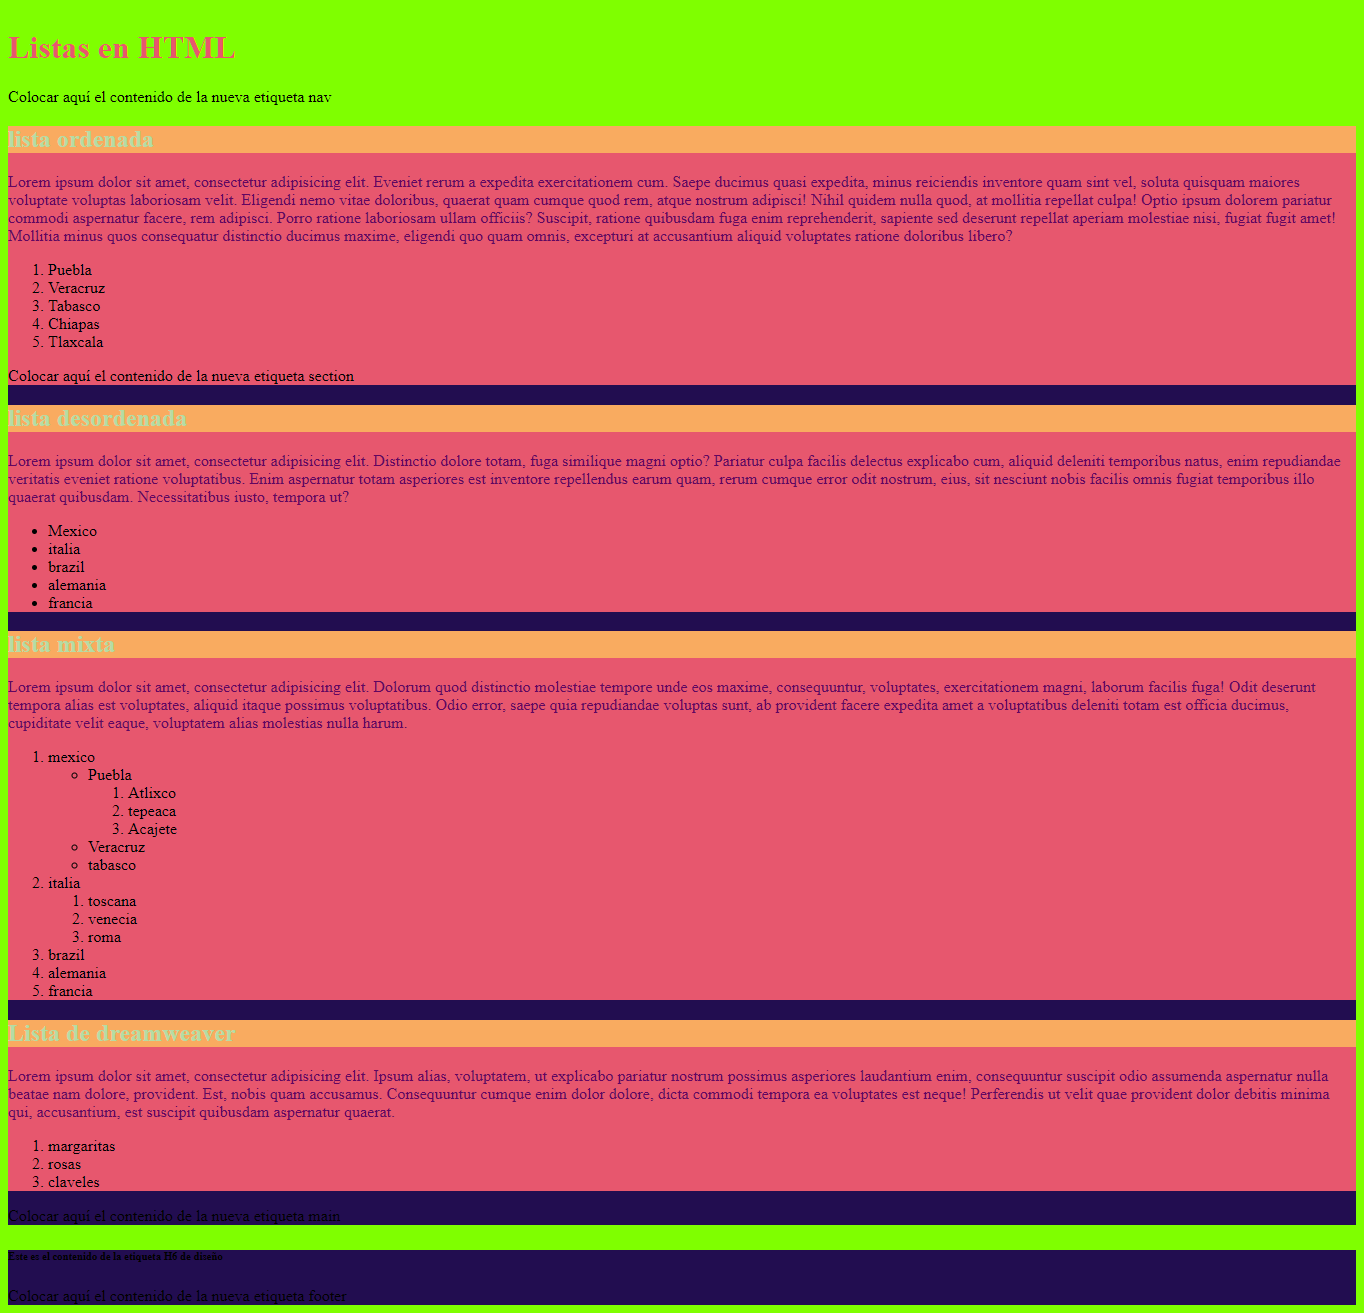 Listas en HTML
Colocar aquí el contenido de la nueva etiqueta nav
lista ordenada
Lorem ipsum dolor sit amet, consectetur adipisicing elit. Eveniet rerum a expedita exercitationem cum. Saepe ducimus quasi expedita, minus reiciendis inventore quam sint vel, soluta quisquam maiores
voluptate voluptas laboriosam velit. Eligendi nemo vitae doloribus, quaerat quam cumque quod rem, atque nostrum adipisci! Nihil quidem nulla quod, at mollitia repellat culpa! Optio ipsum dolorem pariatur
commodi aspernatur facere, rem adipisci. Porro ratione laboriosam ullam officiis? Suscipit, ratione quibusdam fuga enim reprehenderit, sapiente sed deserunt repellat aperiam molestiae nisi, fugiat fugit amet!
Mollitia minus quos consequatur distinctio ducimus maxime, eligendi quo quam omnis, excepturi at accusantium aliquid voluptates ratione doloribus libero?
1. Puebla
2. Veracruz
3. Tabasco
4. Chiapas
5. Tlaxcala
Colocar aquí el contenido de la nueva etiqueta section
lista desordenada
Lorem ipsum dolor sit amet, consectetur adipisicing elit. Distinctio dolore totam, fuga similique magni optio? Pariatur culpa facilis delectus explicabo cum, aliquid deleniti temporibus natus, enim repudiandae
veritatis eveniet ratione voluptatibus. Enim aspernatur totam asperiores est inventore repellendus earum quam, rerum cumque error odit nostrum, eius, sit nesciunt nobis facilis omnis fugiat temporibus illo
quaerat quibusdam. Necessitatibus iusto, tempora ut?
• Mexico
• italia
• brazil
• alemania
• francia
lista mixta
Lorem ipsum dolor sit amet, consectetur adipisicing elit. Dolorum quod distinctio molestiae tempore unde eos maxime, consequuntur, voluptates, exercitationem magni, laborum facilis fuga! Odit deserunt
tempora alias est voluptates, aliquid itaque possimus voluptatibus. Odio error, saepe quia repudiandae voluptas sunt, ab provident facere expedita amet a voluptatibus deleniti totam est officia ducimus,
cupiditate velit eaque, voluptatem alias molestias nulla harum.
1. mexico
◦ Puebla
1. Atlixco
2. tepeaca
3. Acajete
◦ Veracruz
◦ tabasco
2. italia
1. toscana
2. venecia
3. roma
3. brazil
4. alemania
5. francia
Lista de dreamweaver
Lorem ipsum dolor sit amet, consectetur adipisicing elit. Ipsum alias, voluptatem, ut explicabo pariatur nostrum possimus asperiores laudantium enim, consequuntur suscipit odio assumenda aspernatur nulla
beatae nam dolore, provident. Est, nobis quam accusamus. Consequuntur cumque enim dolor dolore, dicta commodi tempora ea voluptates est neque! Perferendis ut velit quae provident dolor debitis minima
qui, accusantium, est suscipit quibusdam aspernatur quaerat.
1. margaritas
2. rosas
3. claveles
Colocar aquí el contenido de la nueva etiqueta main
Este es el contenido de la etiqueta H6 de diseño
Colocar aquí el contenido de la nueva etiqueta footer